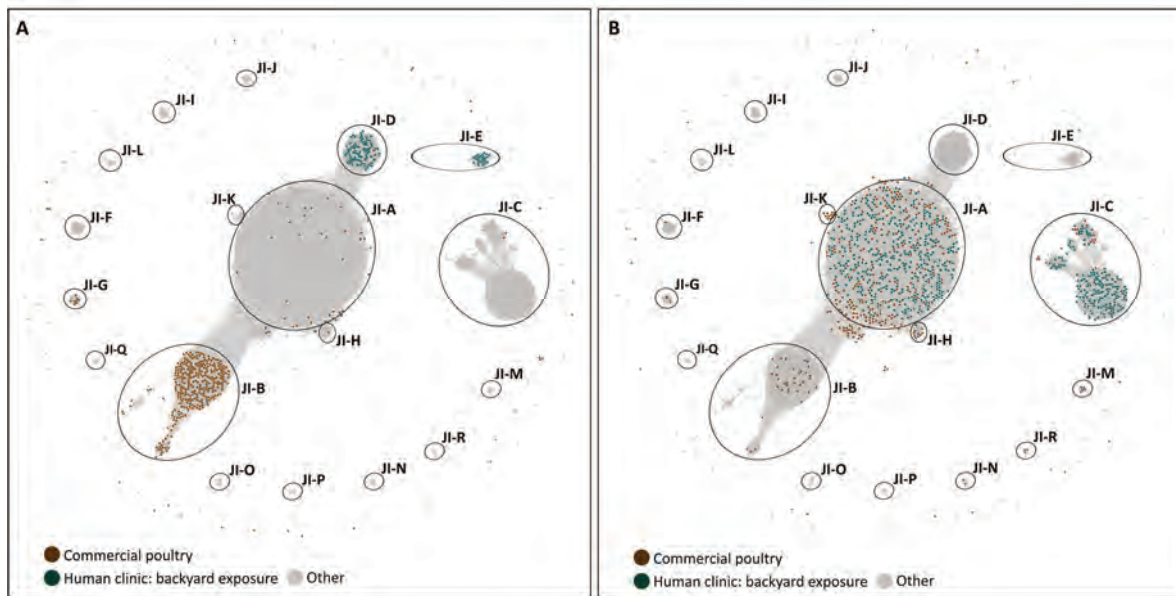 A
JI-J
JI-I
JI-D
JI-L
JI-E
JI-K
JI-A
JI-C
JI-F
JI-G
JI-H
JI-Q
JI-B
JI-M
JI-R
JI-O
JI-P
JI-N
Commercial poultry
Human clinic: backyard exposure Other
B
JI-J
JI-I
JI-D
JI-L
JI-E
JI-K
JI-A
JI-C
JI-F
JI-G
JI-H
JI-Q
JI-B
JI-M
JI-R
JI-O
JI-P
JI-N
Commercial poultry
Human clinic: backyard exposure Other